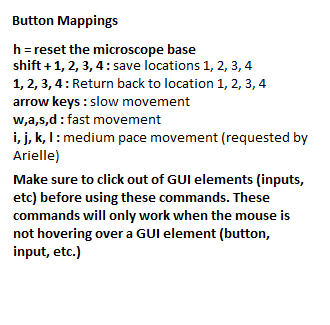 Button Mappings
h = reset the microscope base
shift + 1, 2, 3, 4 : save locations 1, 2, 3, 4
1, 2, 3, 4 : Return back to location 1, 2, 3, 4
arrow keys : slow movement
w,a,s,d : fast movement
i, j, k, l : medium pace movement (requested by
Arielle)
Make sure to click out of GUI elements (inputs,
etc) before using these commands. These
commands will only work when the mouse is
not hovering over a GUI element (button,
input, etc.)